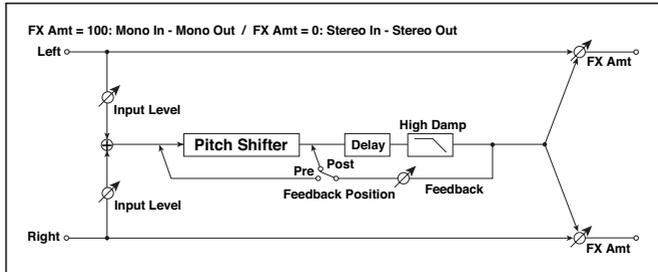 FX Amt = 100: Mono In - Mono Out / FX Amt = 0: Stereo In - Stereo Out
Left
FX Amt
Input Level
High Damp
Pitch Shifter
Delay
Post
Pre
Feedback Position
Feedback
Input Level
Right
FX Amt